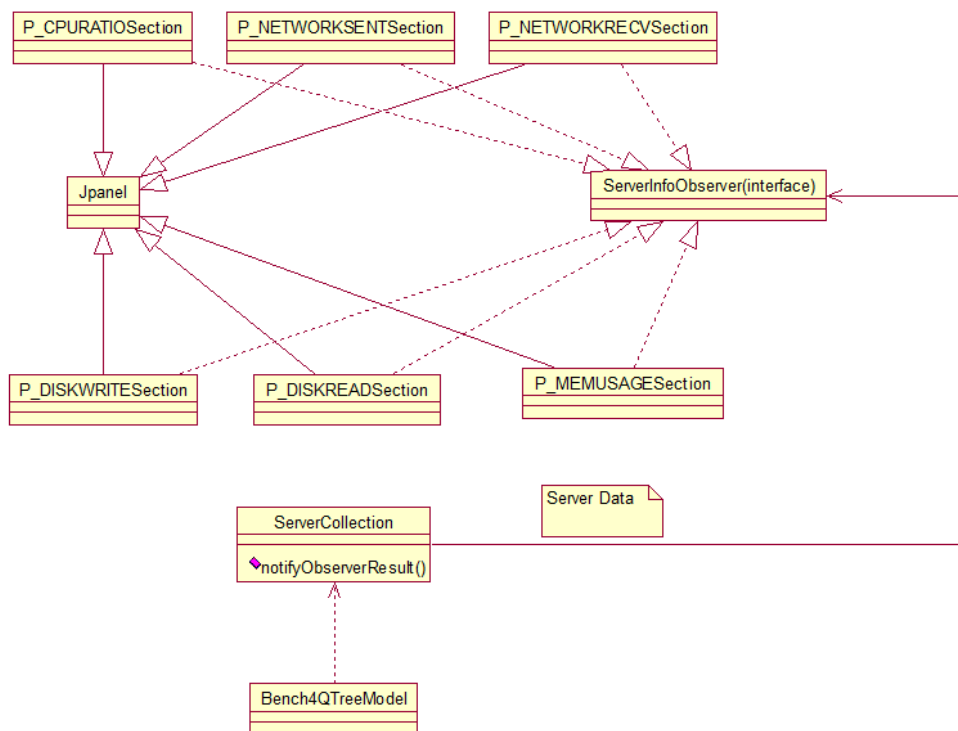 P_CPURATIOSection
P_NETWORKSENTSection
P_NETWORKRECVSection
Jpanel
ServerInfoObserver(interface)
P_DISKWRITESection
P_DISKREADSection
P_MEMUSAGESection
Server Data
ServerCollection
notifyObserverResult()
Bench4QTreeModel